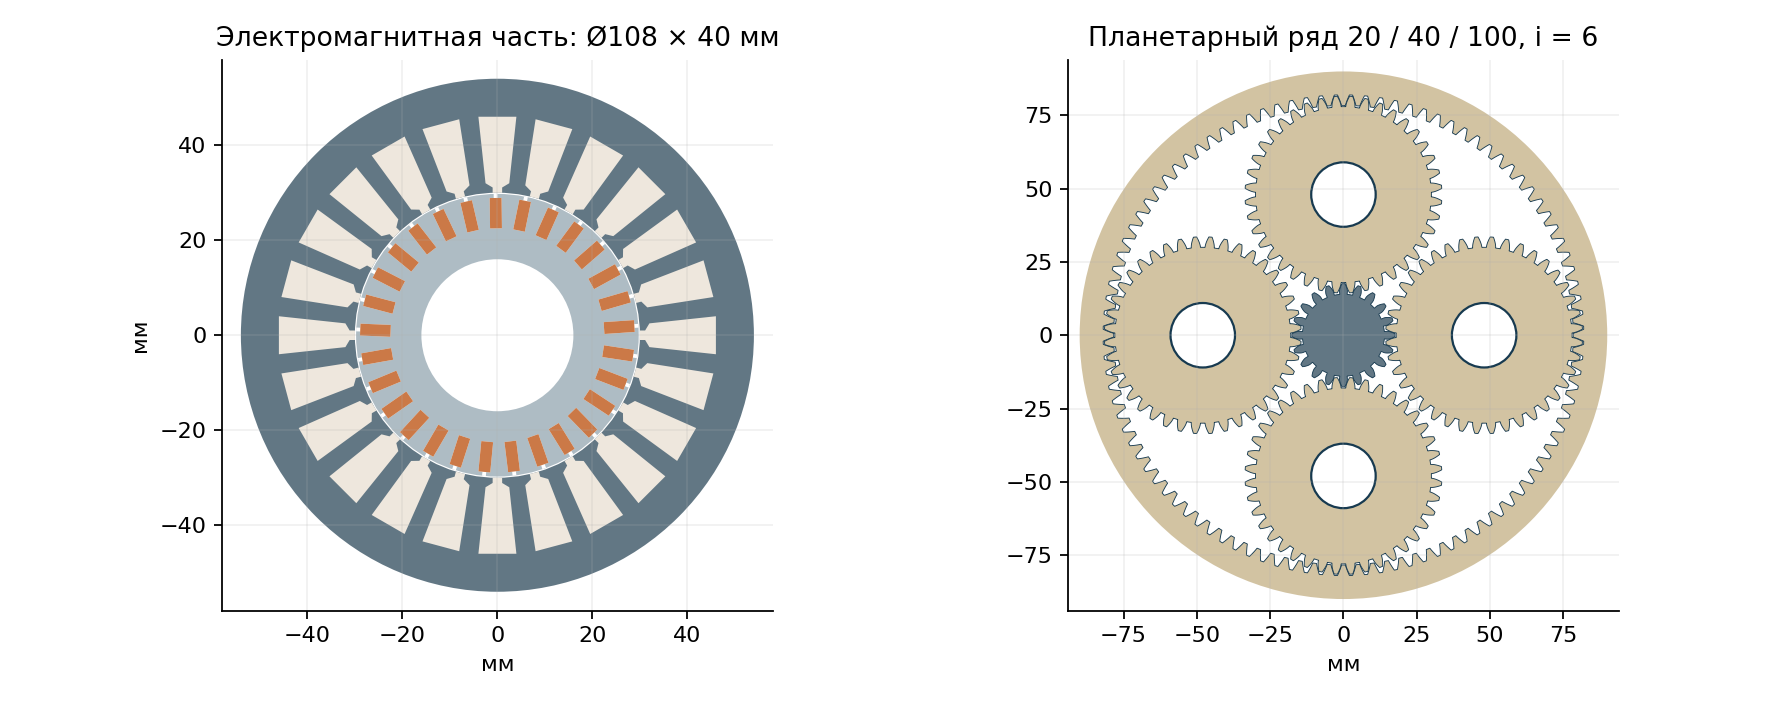 Электромагнитная часть: Ø108 × 40 мм
40
20
0
−20
−40
мм
−40 −20 0 20 40
мм
Планетарный ряд 20 / 40 / 100, i = 6
75
50
25
0
−25
−50
−75
−75 −50 −25 0 25 50 75
мм